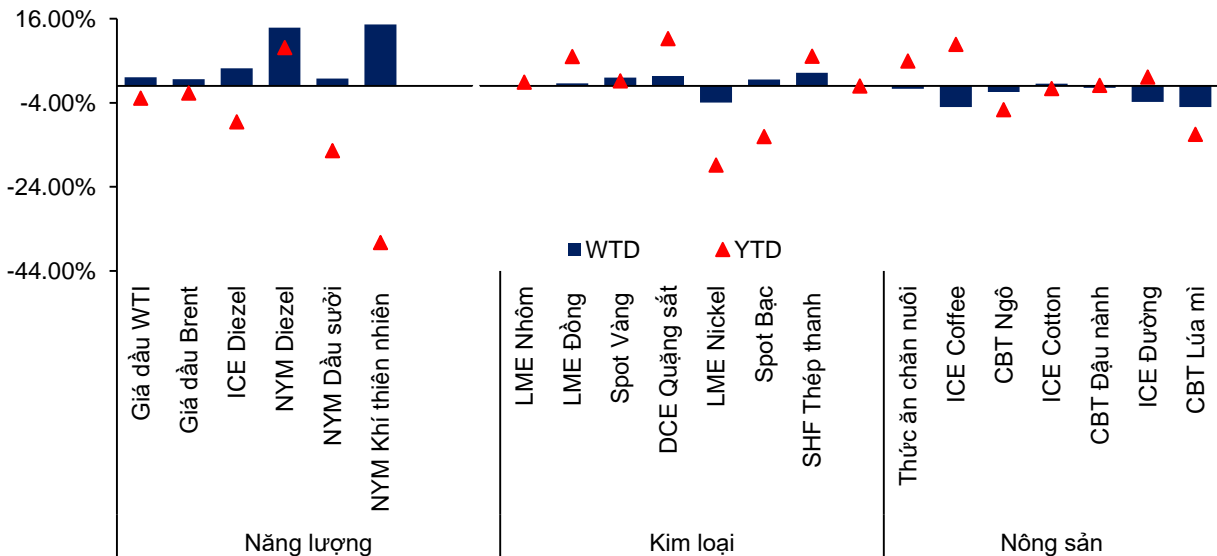 16.00%
-4.00%
-24.00%
-44.00%
WTD
YTD
Giá dầu WTI
Giá dầu Brent
ICE Diezel
NYM Diezel
NYM Dầu sưởi
NYM Khí thiên nhiên
LME Nhôm
LME Đồng
Spot Vàng
DCE Quặng sắt
LME Nickel
Spot Bạc
SHF Thép thanh
Thức ăn chăn nuôi
ICE Coffee
CBT Ngô
ICE Cotton
CBT Đậu nành
ICE Đường
CBT Lúa mì
Năng lượng
Kim loại
Nông sản